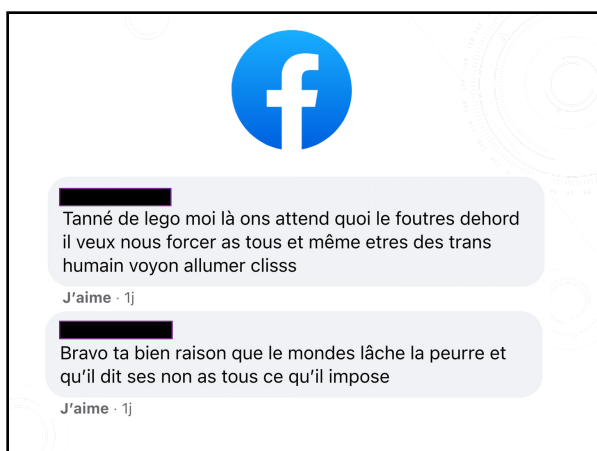 Tanné de lego moi là ons attend quoi le foutres dehord
il veux nous forcer as tous et même etres des trans
humain voyon allumer clisss
J'aime · 1j
Bravo ta bien raison que le mondes lâche la peurre et
qu'il dit ses non as tous ce qu'il impose
J'aime · 1j